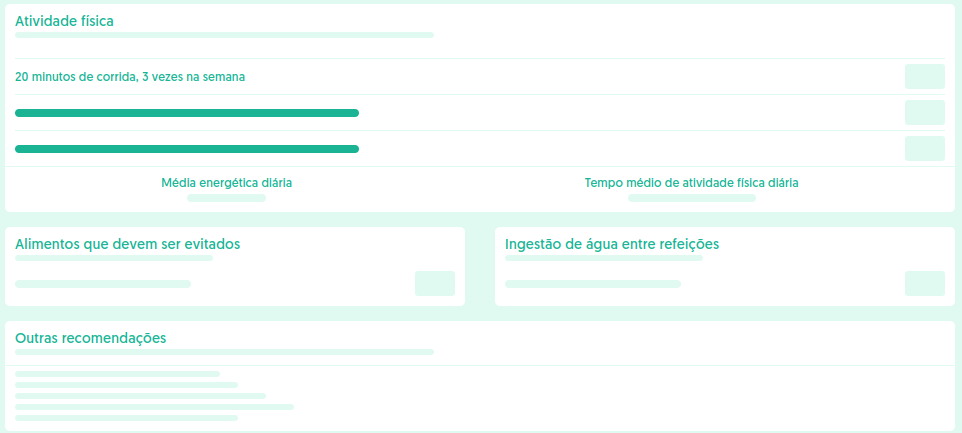 Atividade física
20 minutos de corrida, 3 vezes na semana
Média energética diária
Tempo médio de atividade física diária
Alimentos que devem ser evitados
Ingestão de água entre refeições
Outras recomendações